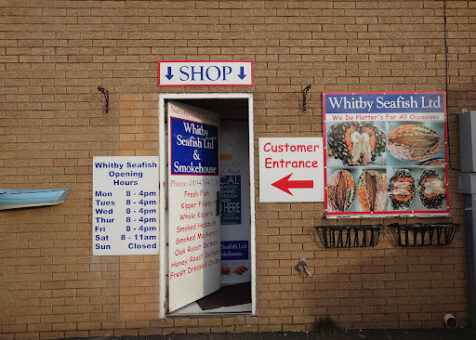 SHOP
Whitby Seafish
Opening
Hours
Mon 8 - 4pm
Tues 8 - 4pm
Wed 8 - 4pm
Thur 8 - 4pm
Fri 8 - 4pm
Sat 8 - 11am
Sun Closed
Whitby
Seafish Ltd
&
Smokehouse
Phone:
Fresh Fish
Kipper Fillets
Whole Kippers
Smoked Haddock
Smoked Mackerel
Oak Roast Salmon
Honey Roast Salmon
Fresh Dressed Crab
HERE
Customer
Entrance
Whitby Seafish Ltd
We Do Platter's For All Occasions